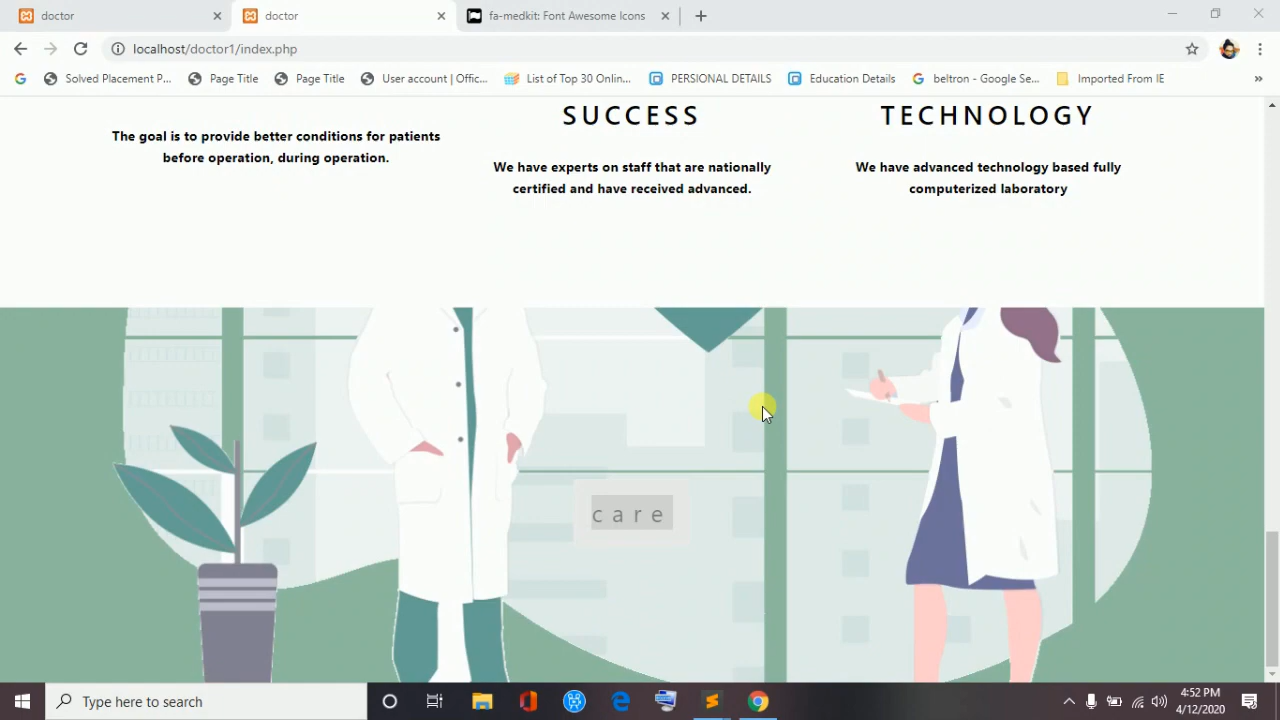 doctor
doctor
fa-medkit: Font Awesome Icons
localhost/doctor1/index.php
Solved Placement P...
Page Title
Page Title
User account | Offic...
List of Top 30 Onlin...
PERSIONAL DETAILS
Education Details
beltron - Google Se...
Imported From IE
The goal is to provide better conditions for patients
before operation, during operation.
SUCCESS
We have experts on staff that are nationally
certified and have received advanced.
TECHNOLOGY
We have advanced technology based fully
computerized laboratory
care
Type here to search
4:52 PM
4/12/2020